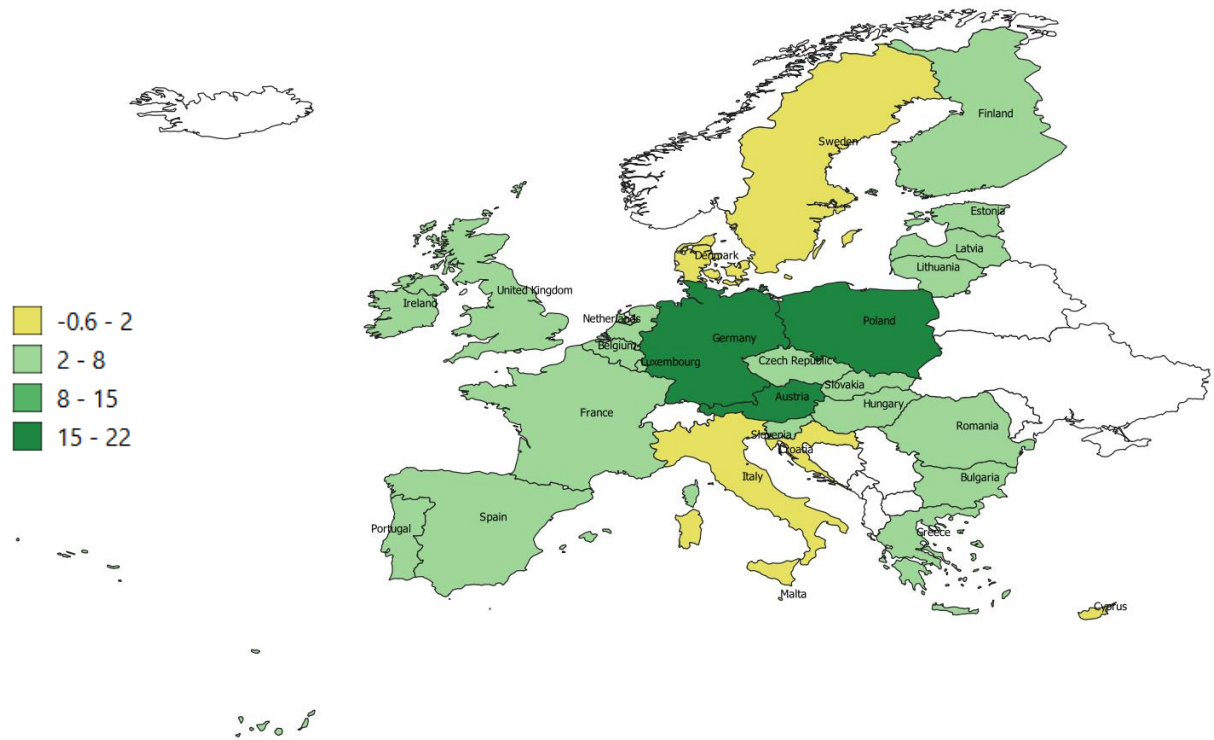 Finland
Sweden
Estonia
Latvia
Lithuania
Denmark
United Kingdom
Ireland
-0.6 - 2
2 - 8
8 - 15
15 - 22
Netherlands
Belgium
Luxembourg
Germany
Poland
Czech Republic
Slovakia
Austria
Hungary
France
Slovenia
Croatia
Romania
Italy
Bulgaria
Portugal
Spain
Greece
Malta
Cyprus